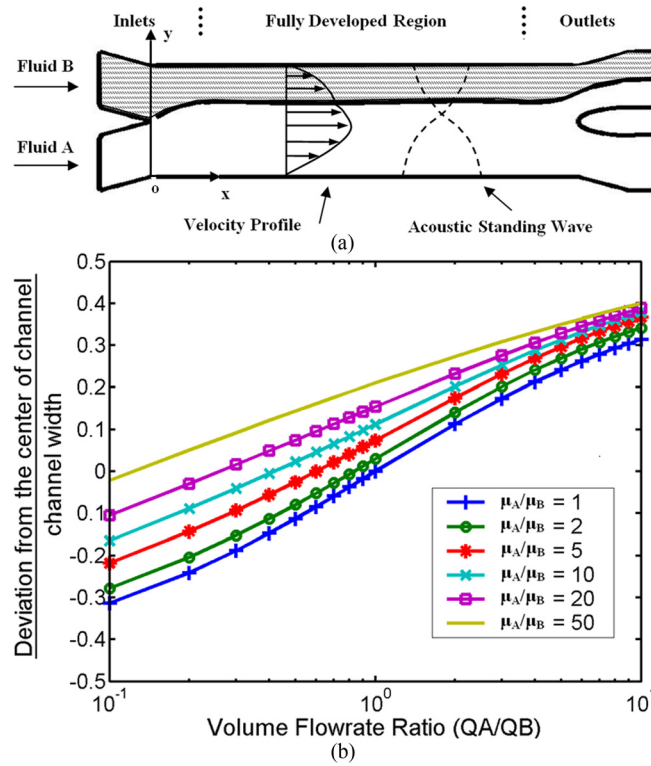 Inlets
y
Fully Developed Region
Outlets
Fluid B
Fluid A
o
x
Velocity Profile
Acoustic Standing Wave
(a)
Deviation from the center of channel
channel width
0.5
0.4
0.3
0.2
0.1
0
0.1
-0.2
-0.3
-0.4
-0.5
μA/μB = 1
μA/μB = 2
μA/μB = 5
μA/μB = 10
μA/μB = 20
μA/μB = 50
10⁻¹
10⁰
Volume Flowrate Ratio (QA/QB)
(b)